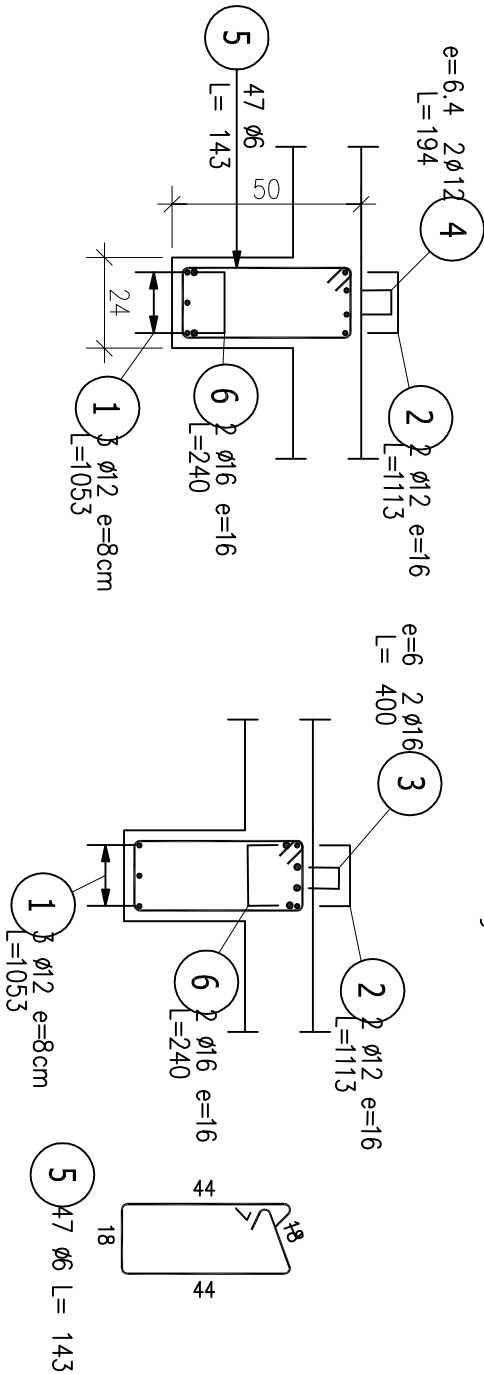 e=6.4 2ø12
L=194
4
5
47 ø6
L= 143
50
24
2
2 ø12 e=16
L=1113
6
2 ø16 e=16
L=240
1
3 ø12 e=8cm
L=1053
e=6 2 ø16
L= 400
3
2
2 ø12 e=16
L=1113
6
2 ø16 e=16
L=240
1
3 ø12 e=8cm
L=1053
44
18
18
44
5
47 ø6 L= 143